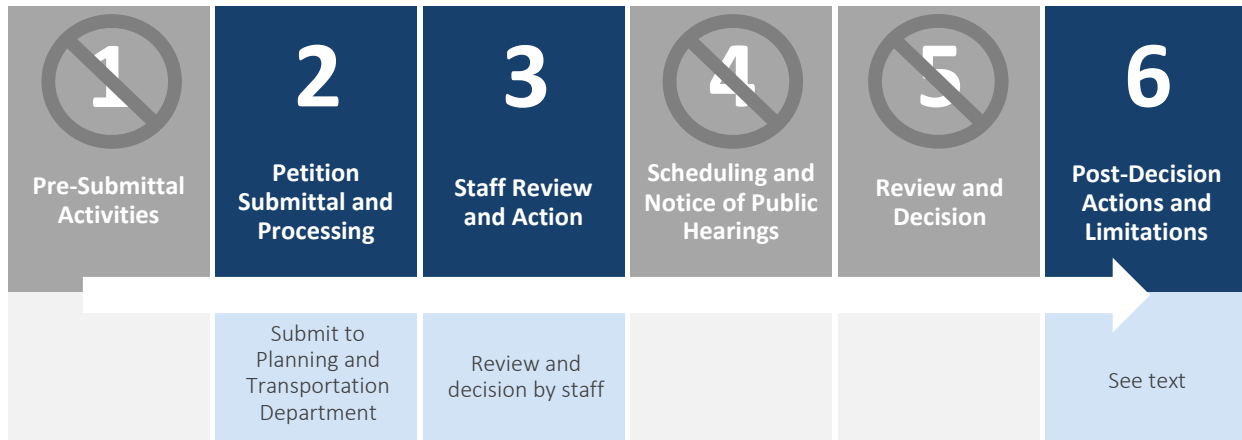 1
Pre-Submittal
Activities
2
Petition
Submittal and
Processing
Submit to
Planning and
Transportation
Department
3
Staff Review
and Action
Review and
decision by staff
4
Scheduling and
Notice of Public
Hearings
5
Review and
Decision
6
Post-Decision
Actions and
Limitations
See text